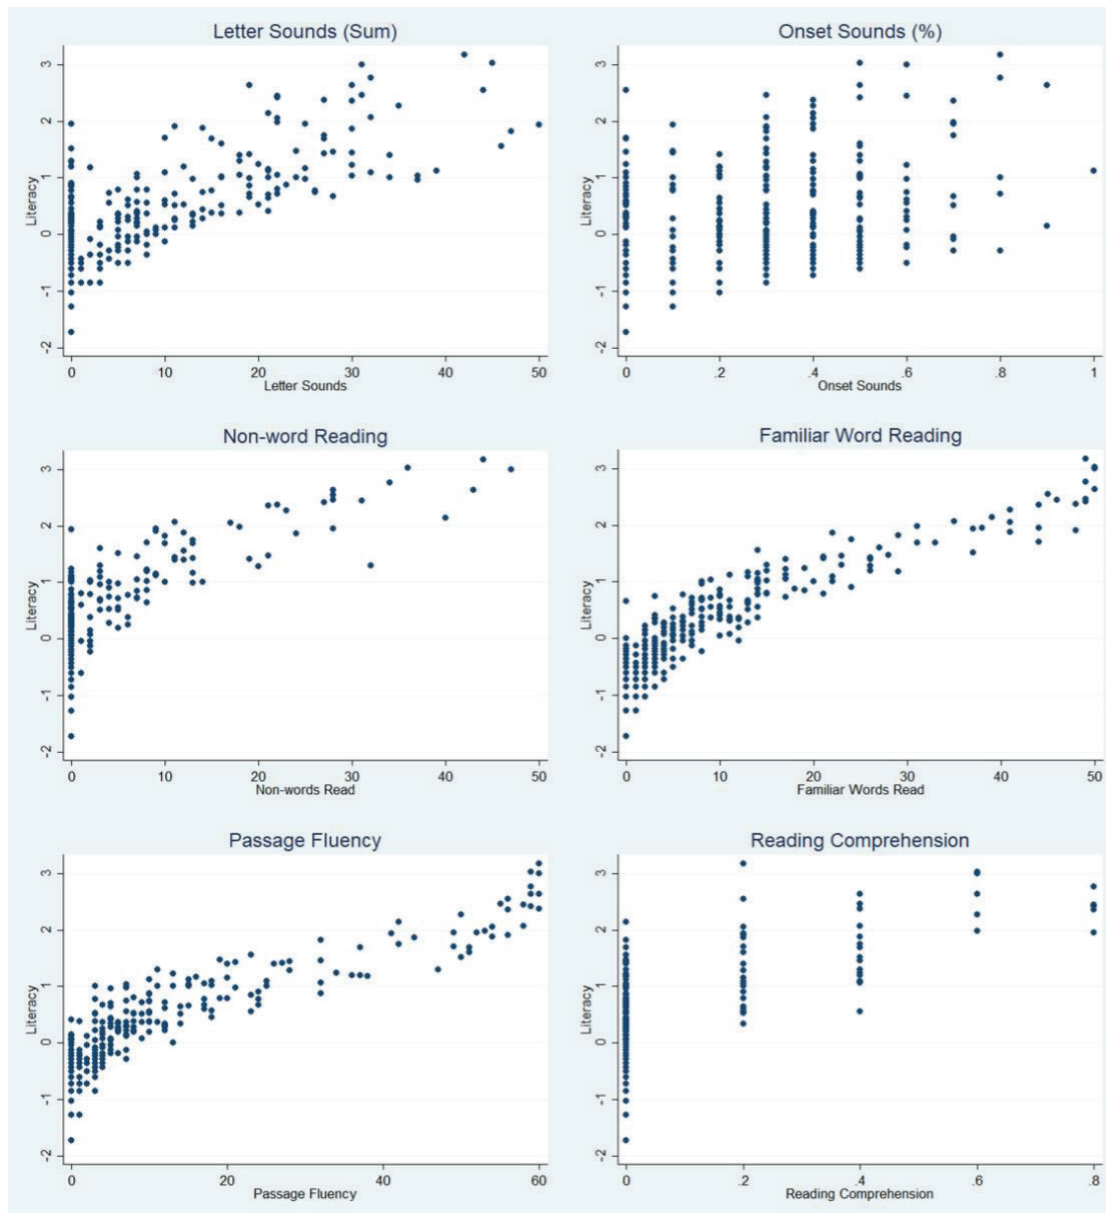 Letter Sounds (Sum)
Literacy
3
2
1
0
-1
-2
0 10 20 30 40 50
Letter Sounds
Onset Sounds (%)
Literacy
3
2
1
0
-1
-2
0 .2 .4 .6 .8 1
Onset Sounds
Non-word Reading
Literacy
3
2
1
0
-1
-2
0 10 20 30 40 50
Non-words Read
Familiar Word Reading
Literacy
3
2
1
0
-1
-2
0 10 20 30 40 50
Familiar Words Read
Passage Fluency
Literacy
3
2
1
0
-1
-2
0 20 40 60
Passage Fluency
Reading Comprehension
Literacy
3
2
1
0
-1
-2
0 .2 .4 .6 .8
Reading Comprehension